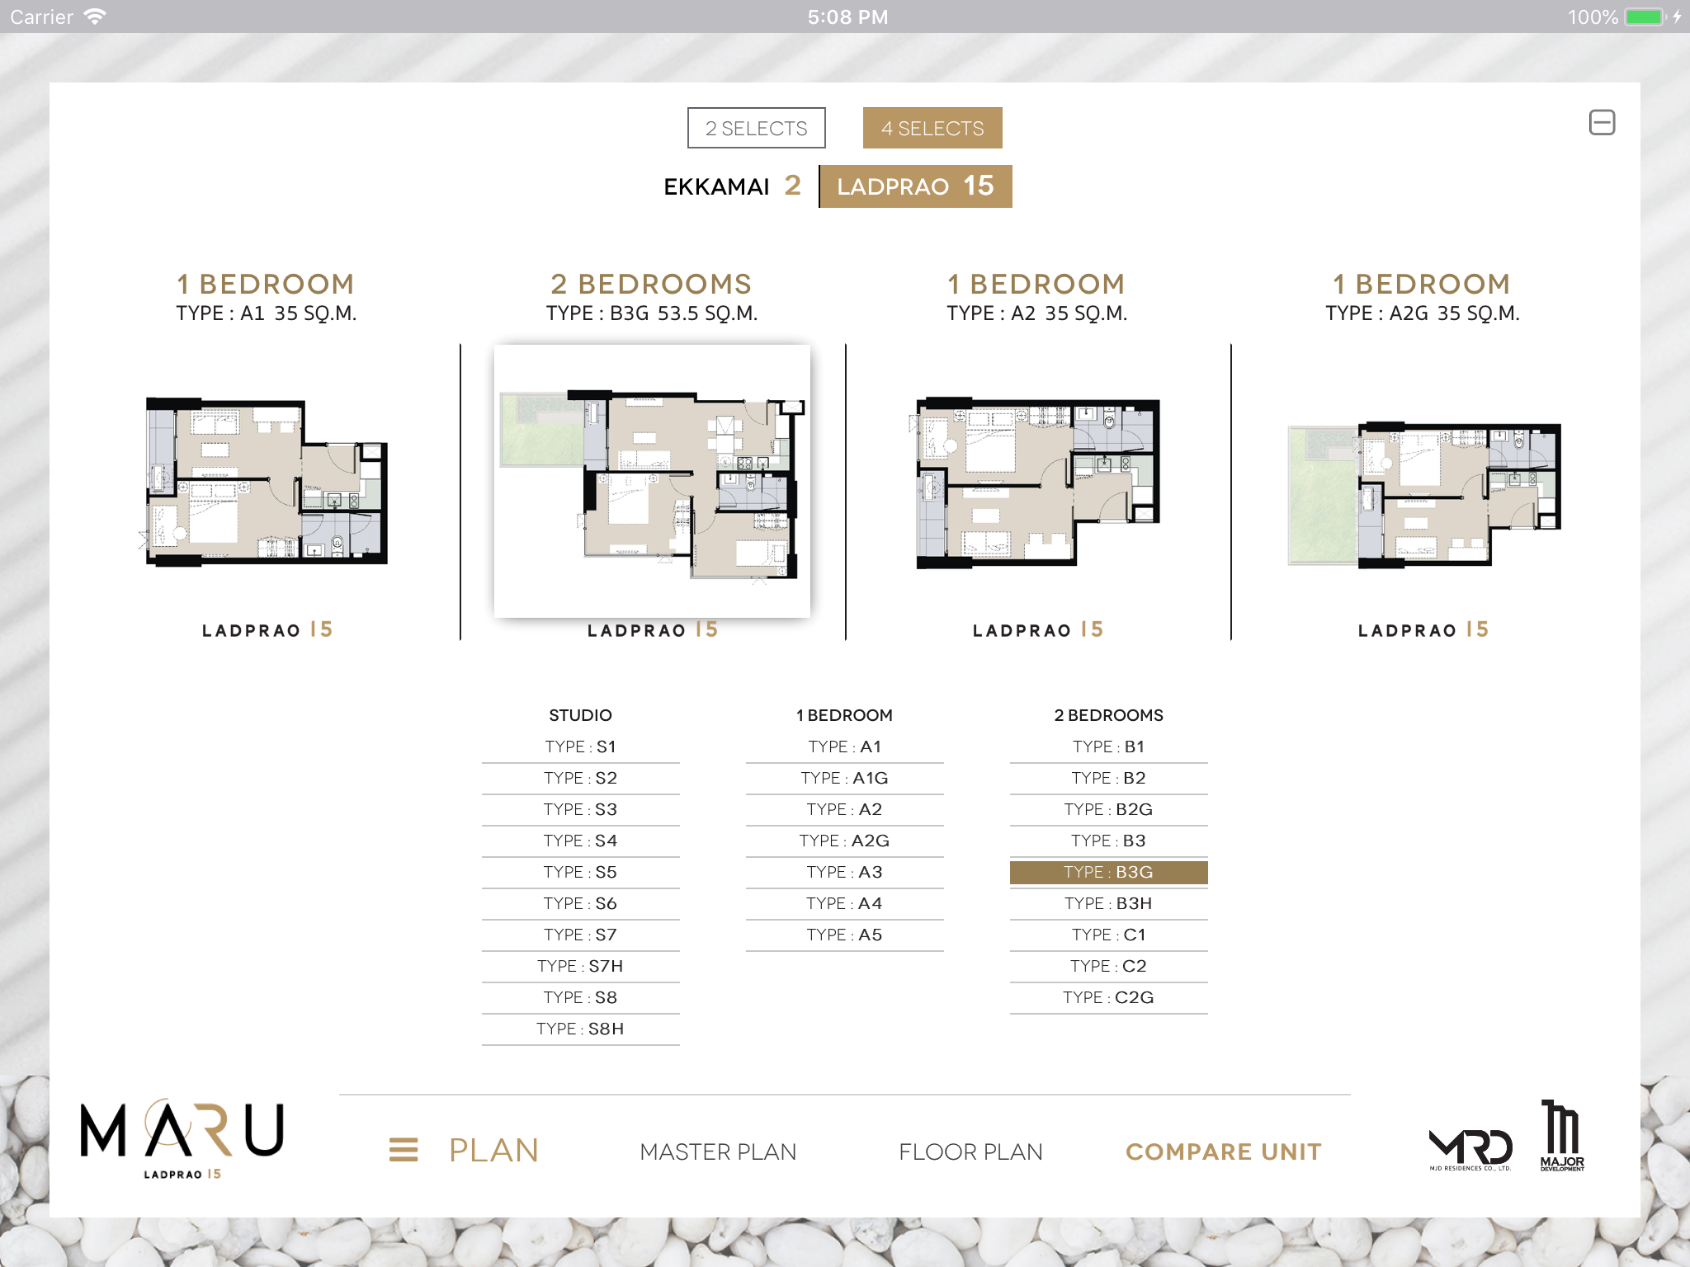 Carrier 5:08 PM 100%
2 SELECTS 4 SELECTS
EKKAMAI 2 LADPRAO 15
1 BEDROOM
TYPE : A1 35 SQ.M.
2 BEDROOMS
TYPE : B3G 53.5 SQ.M.
1 BEDROOM
TYPE : A2 35 SQ.M.
1 BEDROOM
TYPE : A2G 35 SQ.M.
LADPRAO 15
LADPRAO 15
LADPRAO 15
LADPRAO 15
STUDIO
TYPE : S1
TYPE : S2
TYPE : S3
TYPE : S4
TYPE : S5
TYPE : S6
TYPE : S7
TYPE : S7H
TYPE : S8
TYPE : S8H
1 BEDROOM
TYPE : A1
TYPE : A1G
TYPE : A2
TYPE : A2G
TYPE : A3
TYPE : A4
TYPE : A5
2 BEDROOMS
TYPE : B1
TYPE : B2
TYPE : B2G
TYPE : B3
TYPE : B3G
TYPE : B3H
TYPE : C1
TYPE : C2
TYPE : C2G
MARU
LADPRAO 15
PLAN MASTER PLAN FLOOR PLAN COMPARE UNIT
MRD
MJD RESIDENCES CO., LTD.
MAJOR
DEVELOPMENT